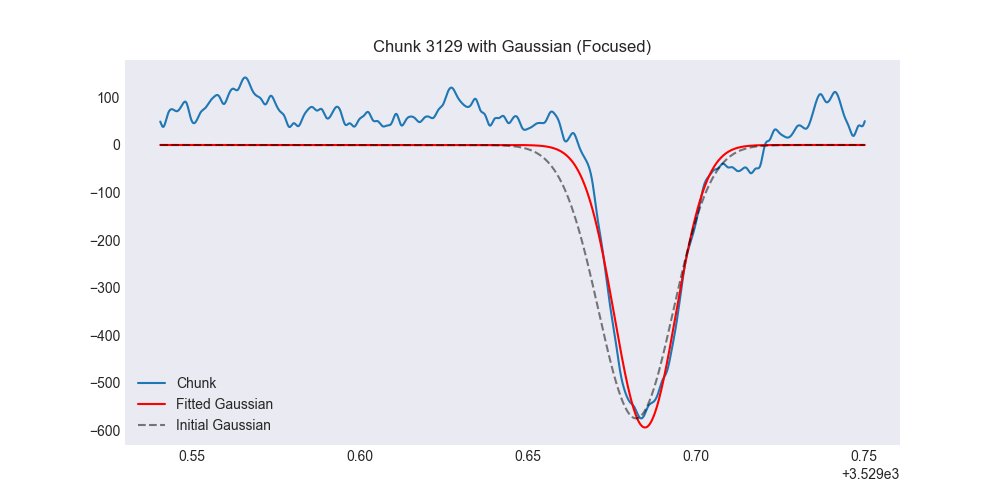 Chunk 3129 with Gaussian (Focused)
100
0
−100
−200
−300
−400
−500
−600
Chunk
Fitted Gaussian
Initial Gaussian
0.55 0.60 0.65 0.70 0.75
+3.529e3